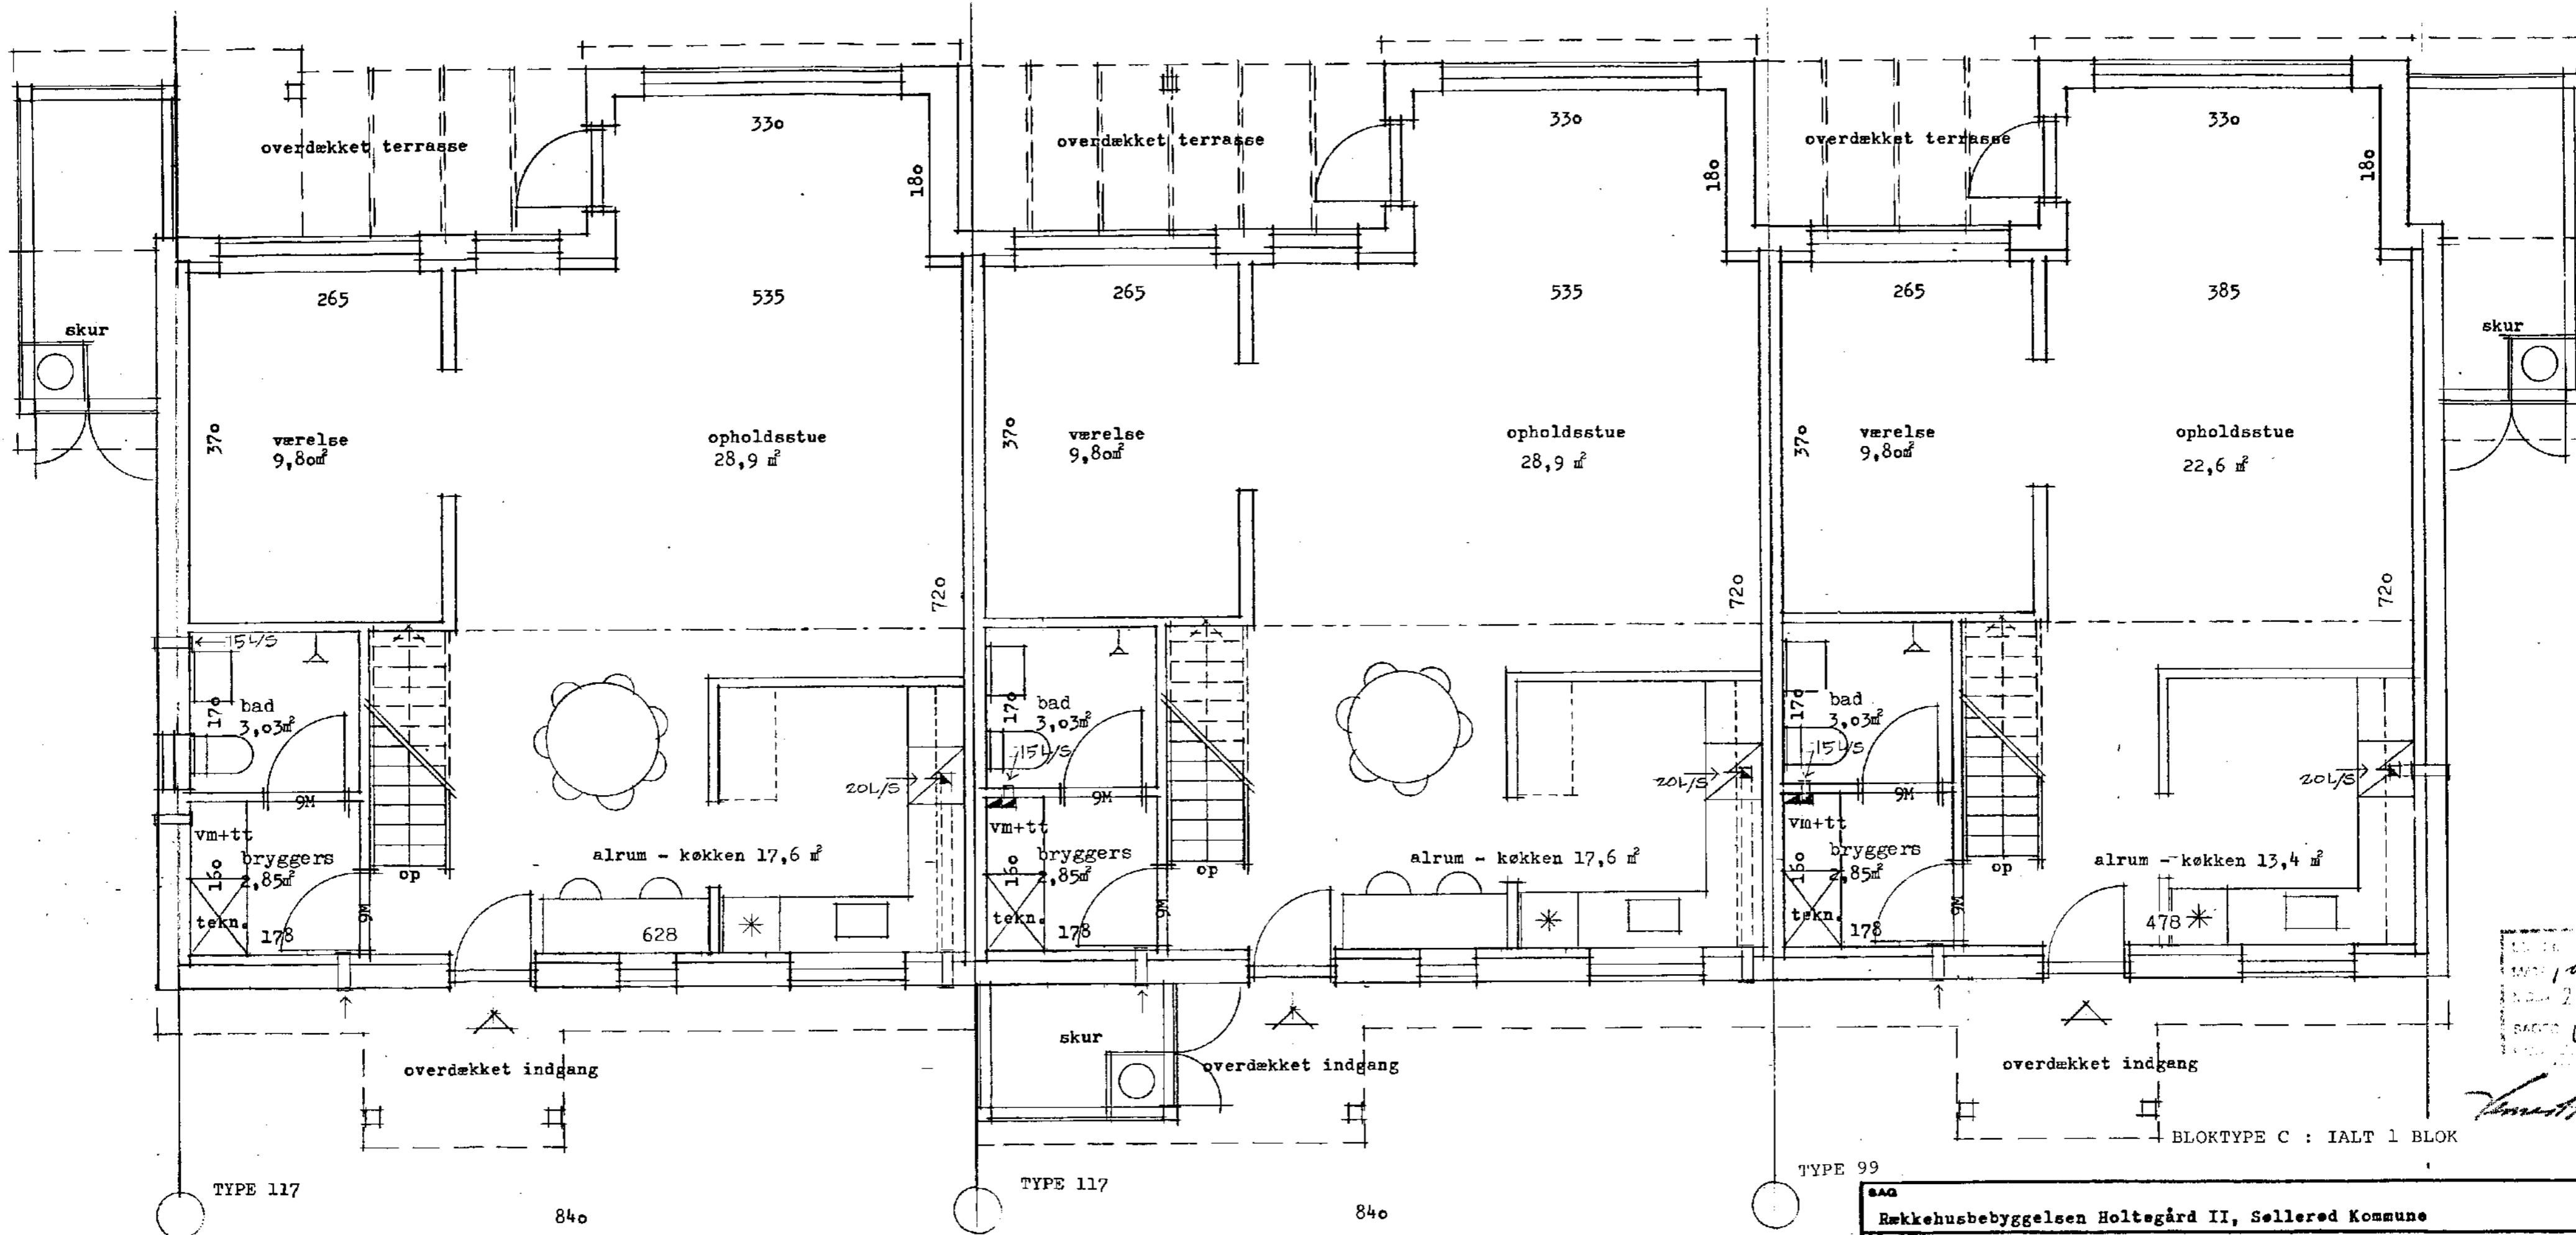 overdækket terrasse
330
180
265
535
skur
370
værelse
9,80m²
opholdsstue
28,9 m²
720
15L/S
170
bad
3,03m²
9M
vm+tt
bryggers
160
2,85m²
tekn.
178
9M
op
20L/S
alrum - køkken 17,6 m²
628
overdækket indgang
TYPE 117
840
overdækket terrasse
330
180
265
535
370
værelse
9,80m²
opholdsstue
28,9 m²
720
170
bad
3,03m²
15L/S
9M
vm+tt
bryggers
160
2,85m²
tekn.
178
9M
op
20L/S
alrum - køkken 17,6 m²
skur
overdækket indgang
TYPE 117
840
overdækket terrasse
330
180
265
385
skur
370
værelse
9,80m²
opholdsstue
22,6 m²
720
170
bad
3,03m²
15L/S
9M
vm+tt
bryggers
160
2,85m²
tekn.
178
9M
op
20L/S
alrum - køkken 13,4 m²
478
overdækket indgang
BLOKTYPE C : IALT 1 BLOK
TYPE 99
SAG
Rækkehusbebyggelsen Holtegård II, Søllerød Kommune